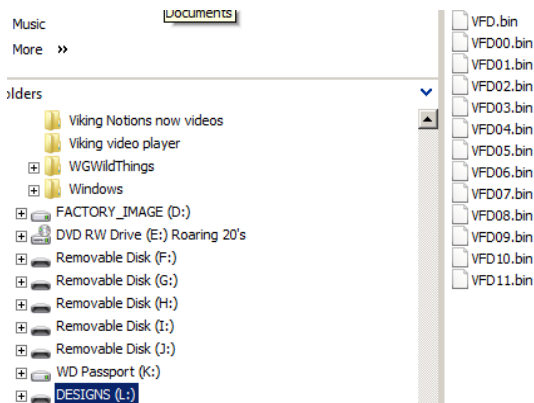 Documents
Music
More »
olders
Viking Notions now videos
Viking video player
WGWildThings
Windows
FACTORY_IMAGE (D:)
DVD RW Drive (E:) Roaring 20's
Removable Disk (F:)
Removable Disk (G:)
Removable Disk (H:)
Removable Disk (I:)
Removable Disk (J:)
WD Passport (K:)
DESIGNS (L:)
VFD.bin
VFD00.bin
VFD01.bin
VFD02.bin
VFD03.bin
VFD04.bin
VFD05.bin
VFD06.bin
VFD07.bin
VFD08.bin
VFD09.bin
VFD10.bin
VFD11.bin